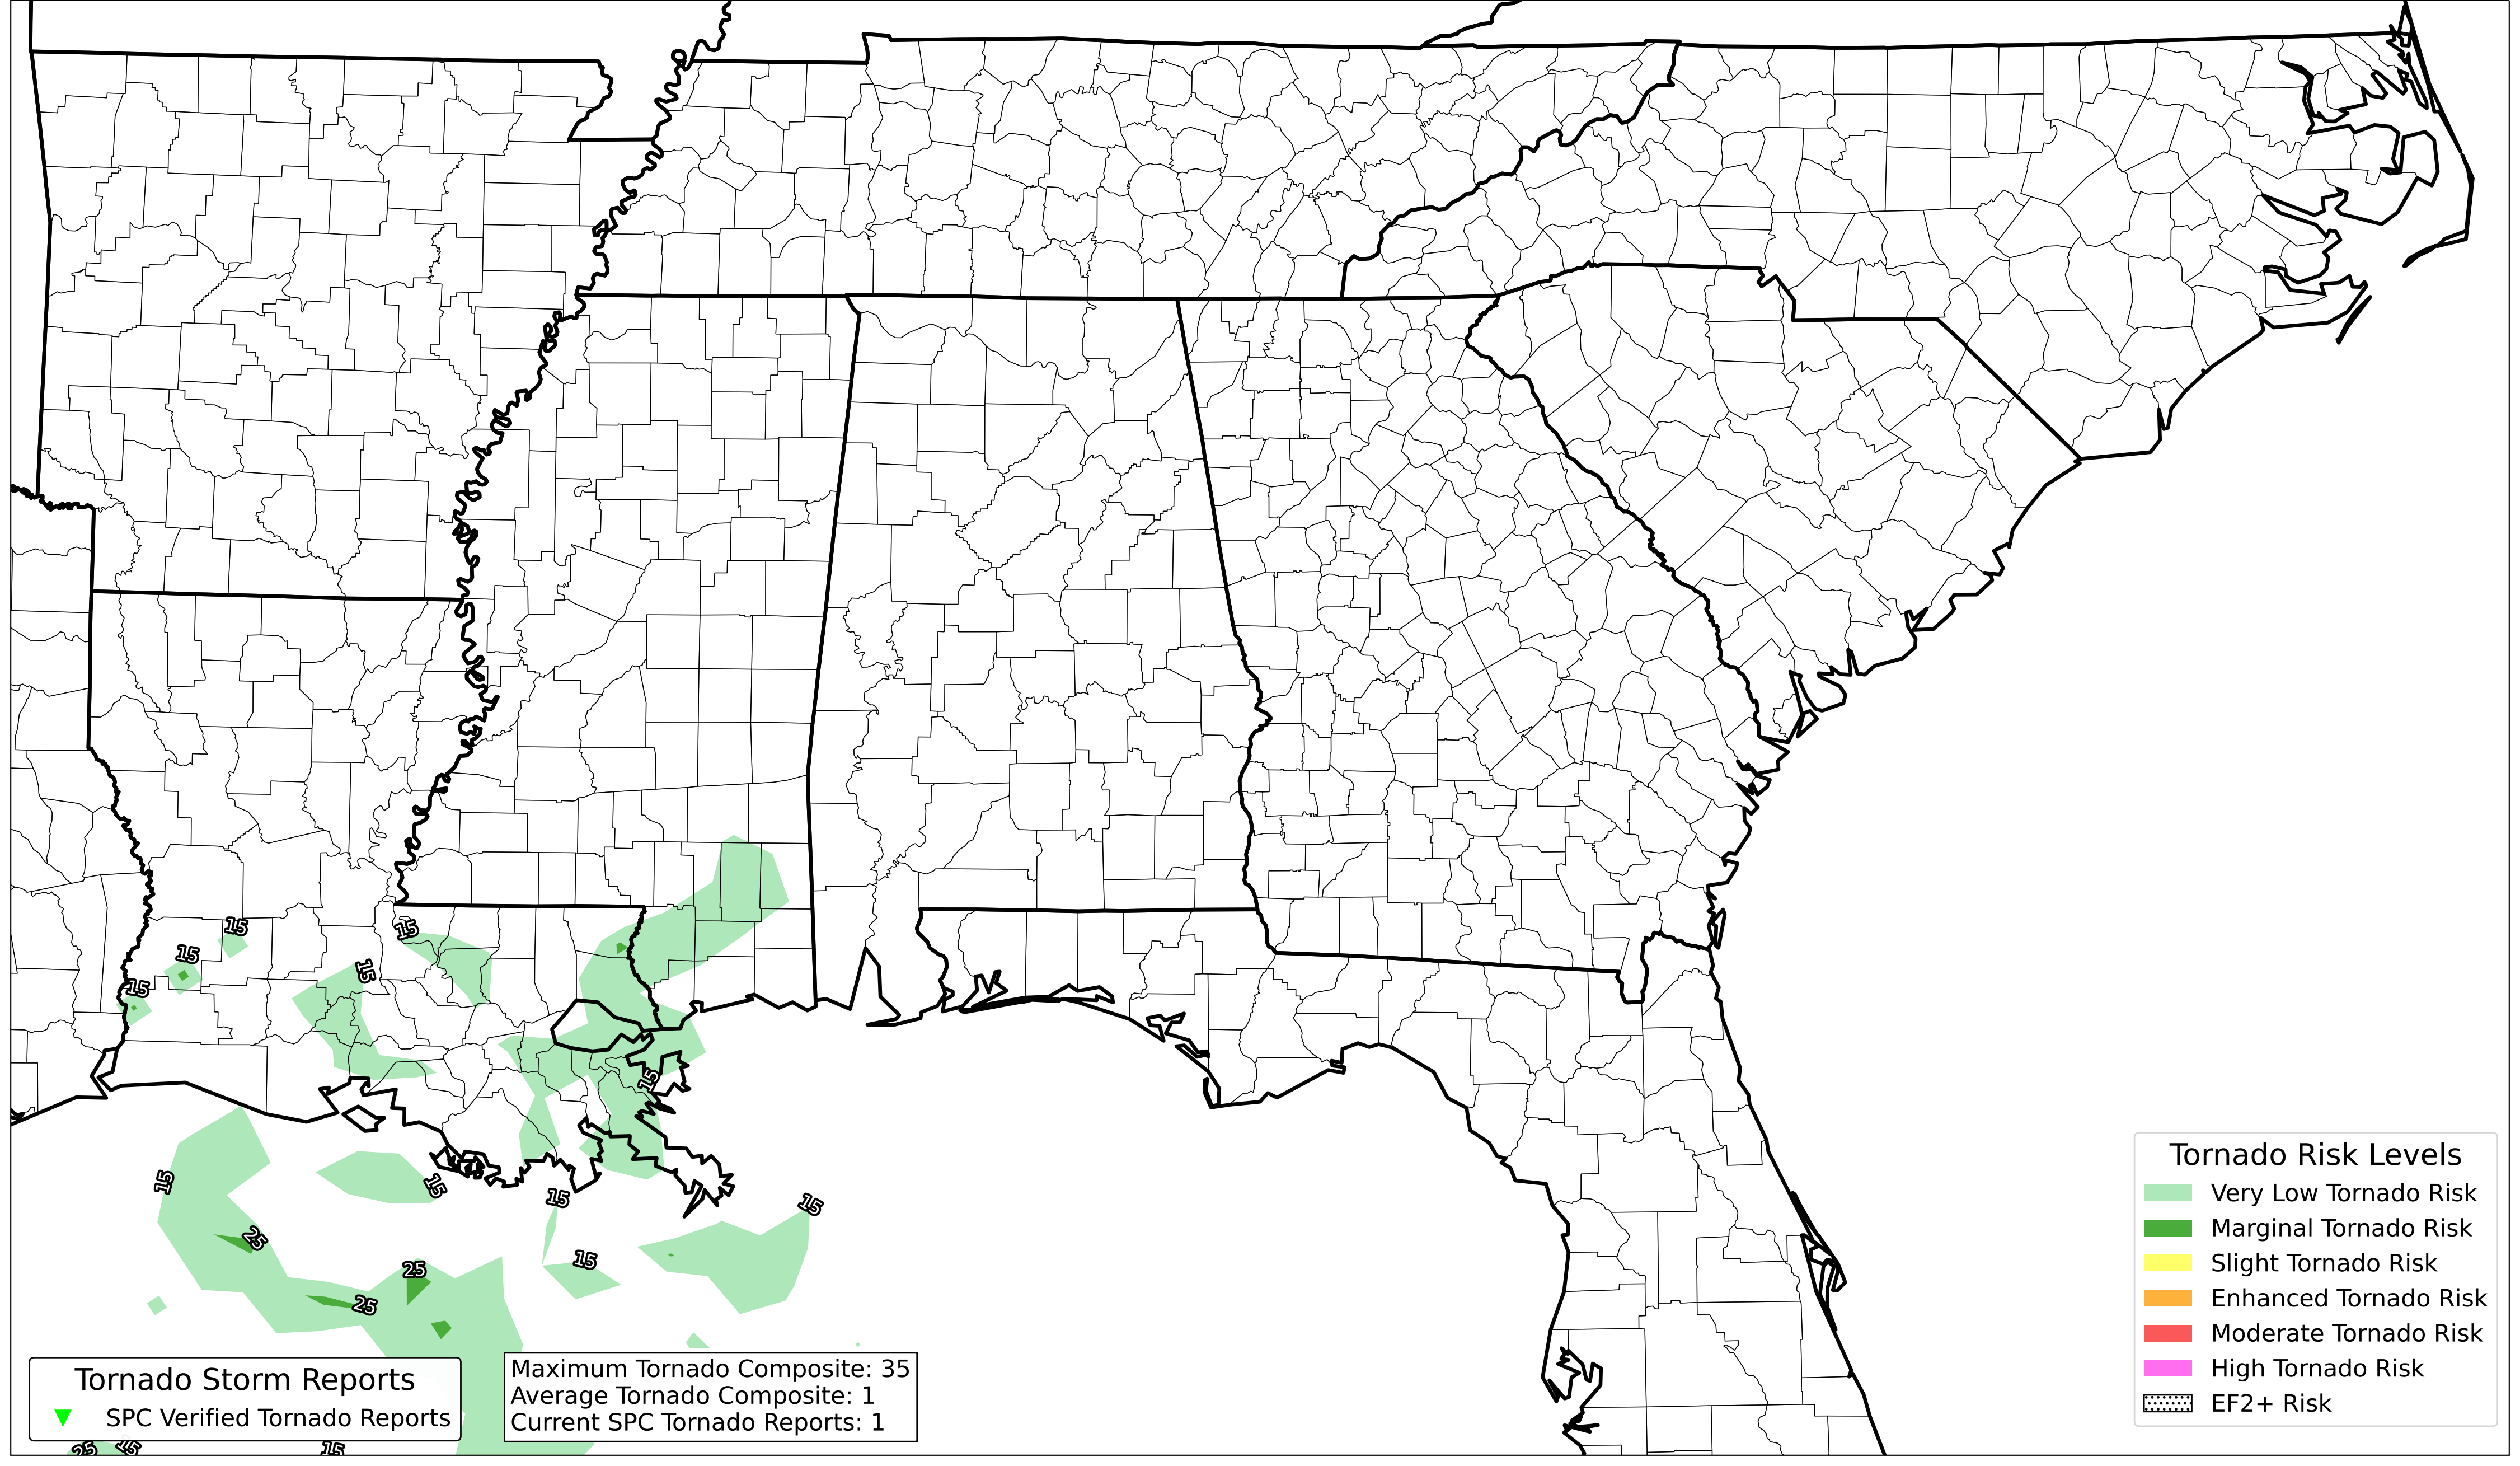 15
15
15
15
15
15
15
15
15
15
25
25
25
Tornado Risk Levels
Very Low Tornado Risk
Marginal Tornado Risk
Slight Tornado Risk
Enhanced Tornado Risk
Moderate Tornado Risk
High Tornado Risk
EF2+ Risk
Tornado Storm Reports
SPC Verified Tornado Reports
Maximum Tornado Composite: 35
Average Tornado Composite: 1
Current SPC Tornado Reports: 1
25
15
15